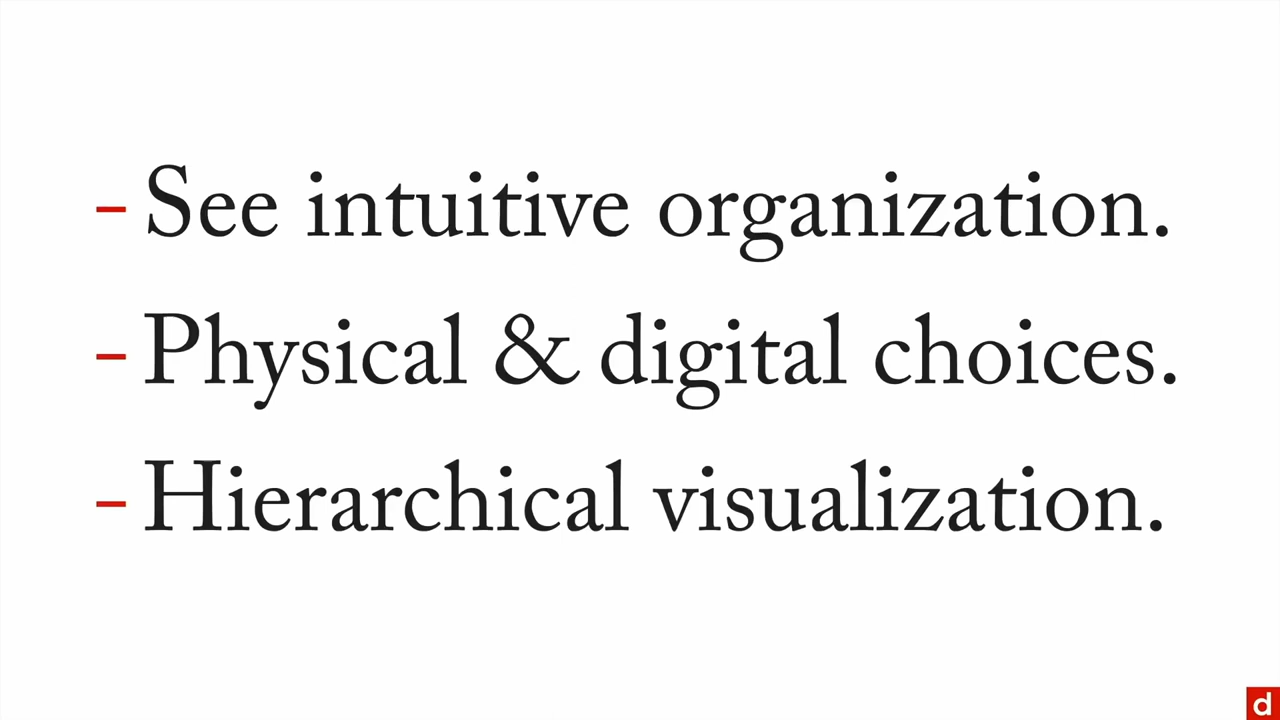 - See intuitive organization.
- Physical & digital choices.
- Hierarchical visualization.
d